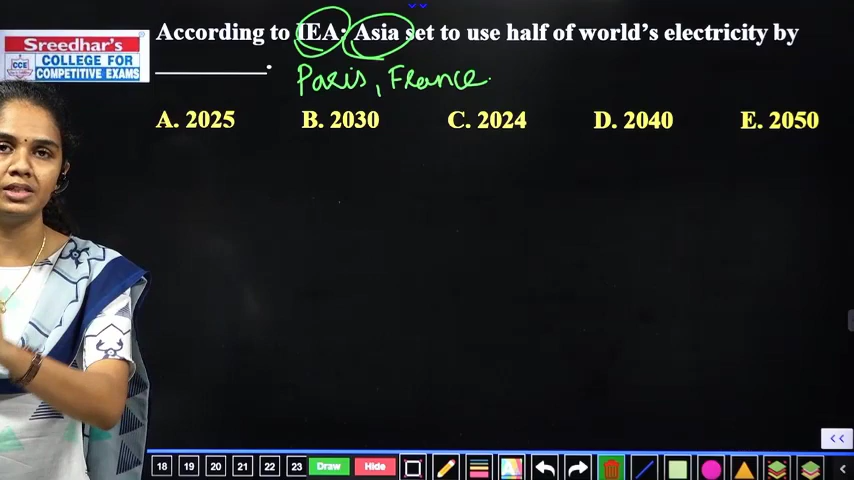 According to IEA: Asia set to use half of world's electricity by
__________.
Paris, France.
A. 2025 B. 2030 C. 2024 D. 2040 E. 2050
Sreedhar's
CCE
COLLEGE FOR
COMPETITIVE EXAMS
18 19 20 21 22 23 Draw Hide